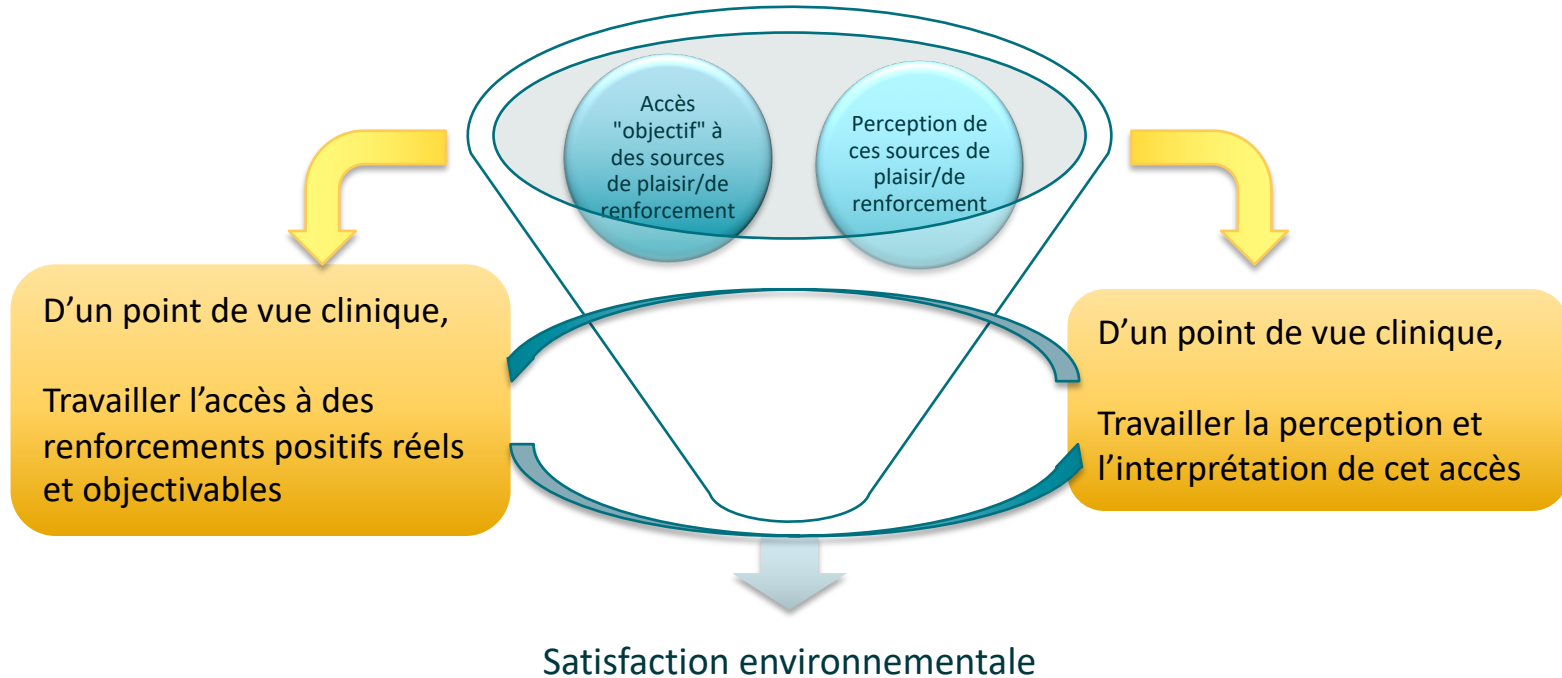 Accès
"objectif" à
des sources
de plaisir/de
renforcement
Perception de
ces sources de
plaisir/de
renforcement
D’un point de vue clinique,
Travailler l’accès à des
renforcements positifs réels
et objectivables
D’un point de vue clinique,
Travailler la perception et
l’interprétation de cet accès
Satisfaction environnementale